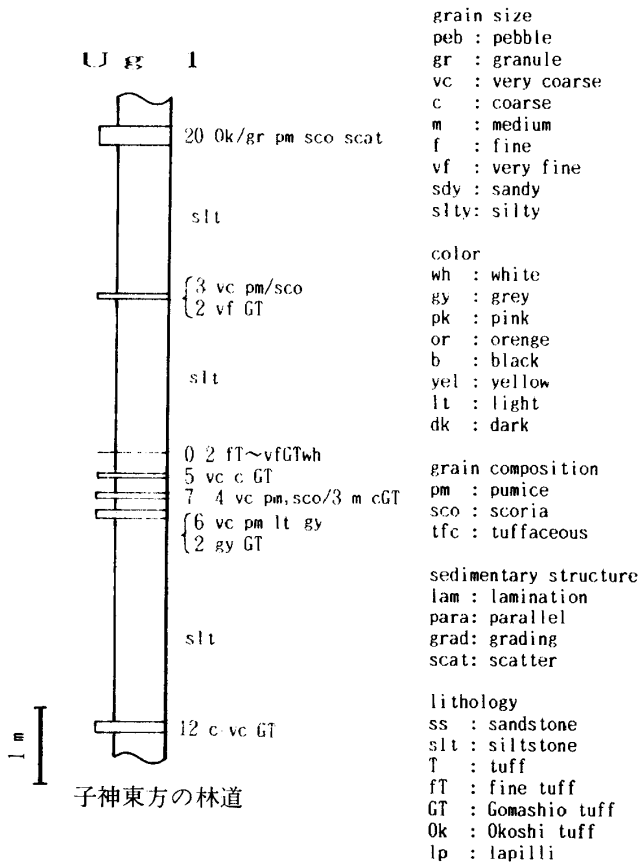 Ug 1
20 Ok/gr pm sco scat
slt
3 vc pm/sco
2 vf GT
slt
0 2 fT~vfGTwh
5 vc c GT
7 4 vc pm,sco/3 m cGT
6 vc pm lt gy
2 gy GT
slt
12 c vc GT
1 m
子神東方の林道
grain size
peb : pebble
gr : granule
vc : very coarse
c : coarse
m : medium
f : fine
vf : very fine
sdy : sandy
slty: silty
color
wh : white
gy : grey
pk : pink
or : orenge
b : black
yel : yellow
lt : light
dk : dark
grain composition
pm : pumice
sco : scoria
tfc : tuffaceous
sedimentary structure
lam : lamination
para: parallel
grad: grading
scat: scatter
lithology
ss : sandstone
slt : siltstone
T : tuff
fT : fine tuff
GT : Gomashio tuff
Ok : Okoshi tuff
lp : lapilli